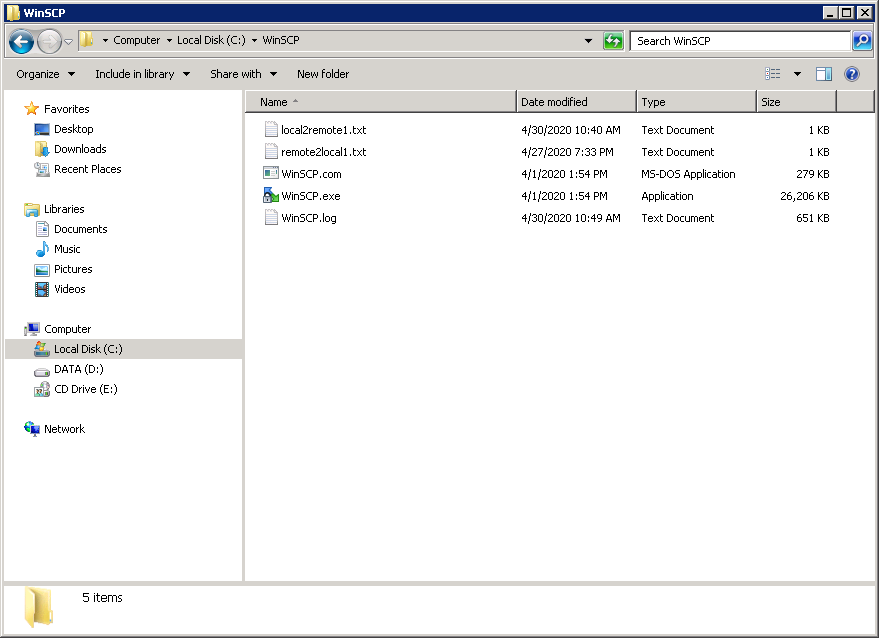 WinSCP
Computer Local Disk (C:) WinSCP Search WinSCP
Organize Include in library Share with New folder
Favorites
Desktop
Downloads
Recent Places
Libraries
Documents
Music
Pictures
Videos
Computer
Local Disk (C:)
DATA (D:)
CD Drive (E:)
Network
Name Date modified Type Size
local2remote1.txt 4/30/2020 10:40 AM Text Document 1 KB
remote2local1.txt 4/27/2020 7:33 PM Text Document 1 KB
WinSCP.com 4/1/2020 1:54 PM MS-DOS Application 279 KB
WinSCP.exe 4/1/2020 1:54 PM Application 26,206 KB
WinSCP.log 4/30/2020 10:49 AM Text Document 651 KB
5 items